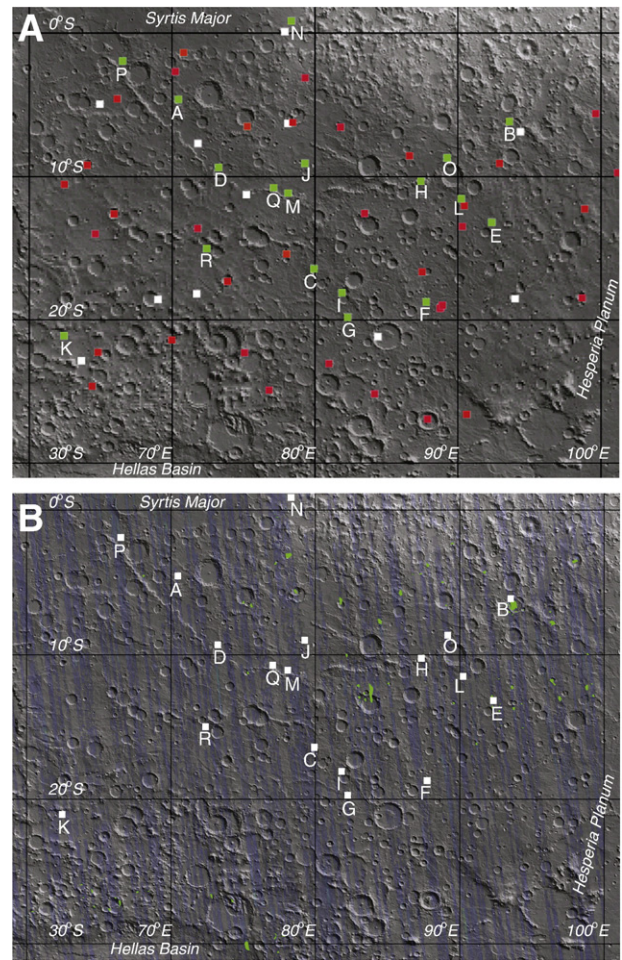 A
0°S
Syrtis Major
N
P
A
B
10°S
D
J
O
H
Q
M
L
E
R
C
I
F
G
20°S
K
Hesperia Planum
30°S
70°E
80°E
90°E
100°E
Hellas Basin
B
0°S
Syrtis Major
N
P
A
B
10°S
D
J
O
H
Q
M
L
E
R
C
I
F
G
20°S
K
Hesperia Planum
30°S
70°E
80°E
90°E
100°E
Hellas Basin